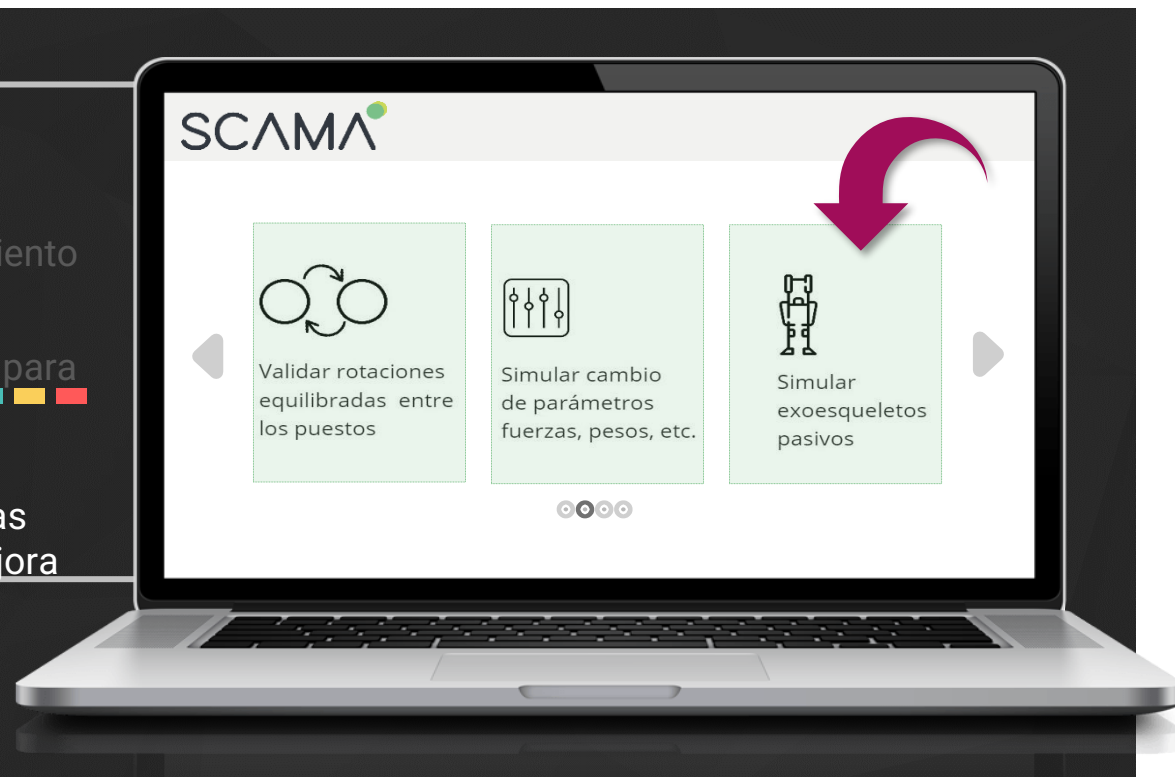 SCAMA
iento
para
as
jora
Validar rotaciones
equilibradas entre
los puestos
Simular cambio
de parámetros
fuerzas, pesos, etc.
Simular
exoesqueletos
pasivos